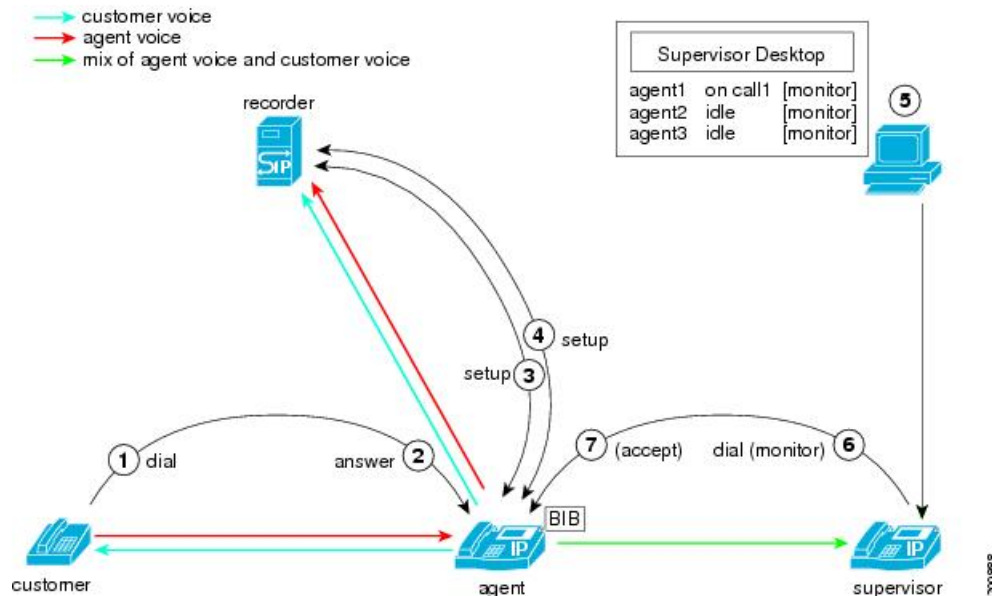 customer voice
agent voice
mix of agent voice and customer voice
Supervisor Desktop
agent1 on call1 [monitor]
agent2 idle [monitor]
agent3 idle [monitor]
5
recorder
SIP
4 setup
setup 3
1 dial
answer 2
7 (accept)
dial (monitor) 6
BIB
IP
IP
customer
agent
supervisor